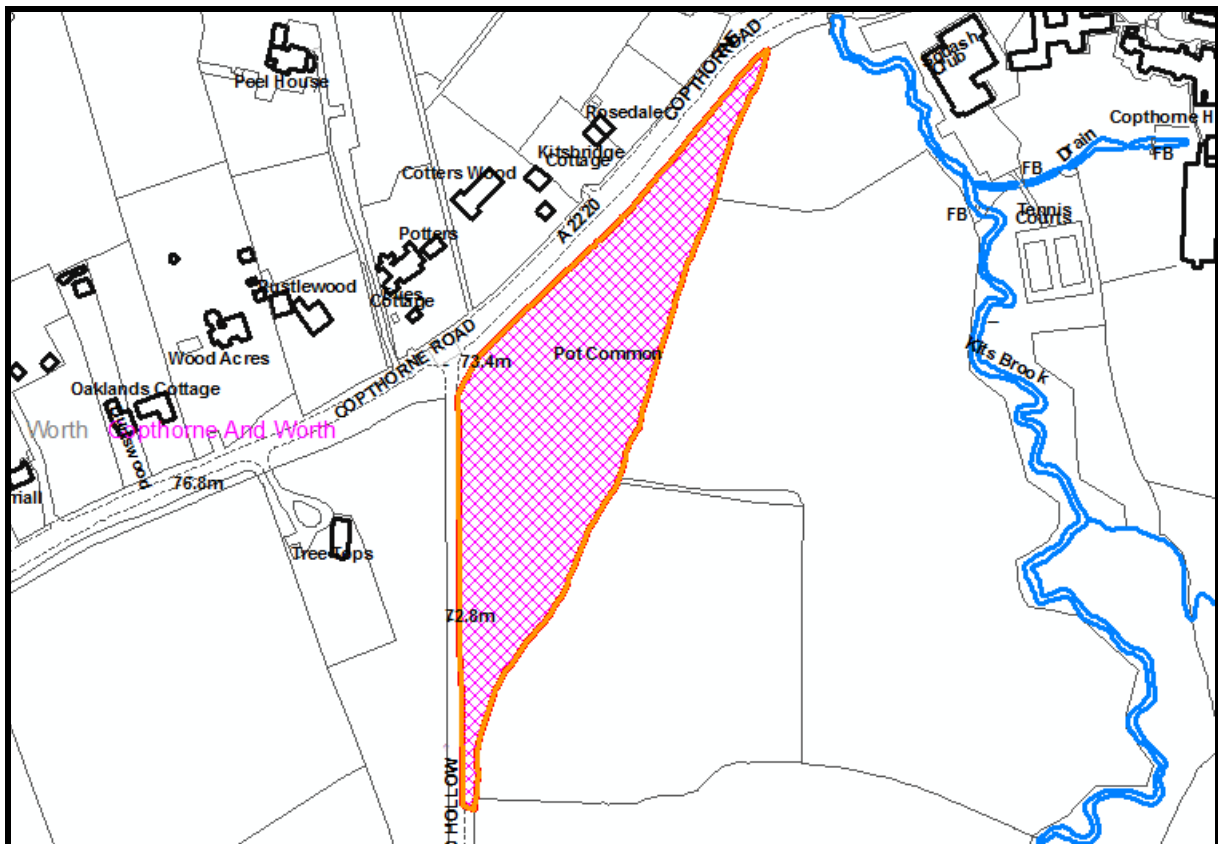 COPTHORNE ROAD
Squash
Club
Peel House
Rosedale
Copthorne H
Kitsbridge
Cottage
Drain
FB
FB
Cotters Wood
FB
Tennis
Courts
A 2220
Potters
Rustlewood
Cottage
COPTHORNE ROAD
Pot Common
73.4m
Wood Acres
Kits Brook
Oaklands Cottage
Worth
Copthorne And Worth
76.8m
Tree Tops
72.8m
HOLLOW